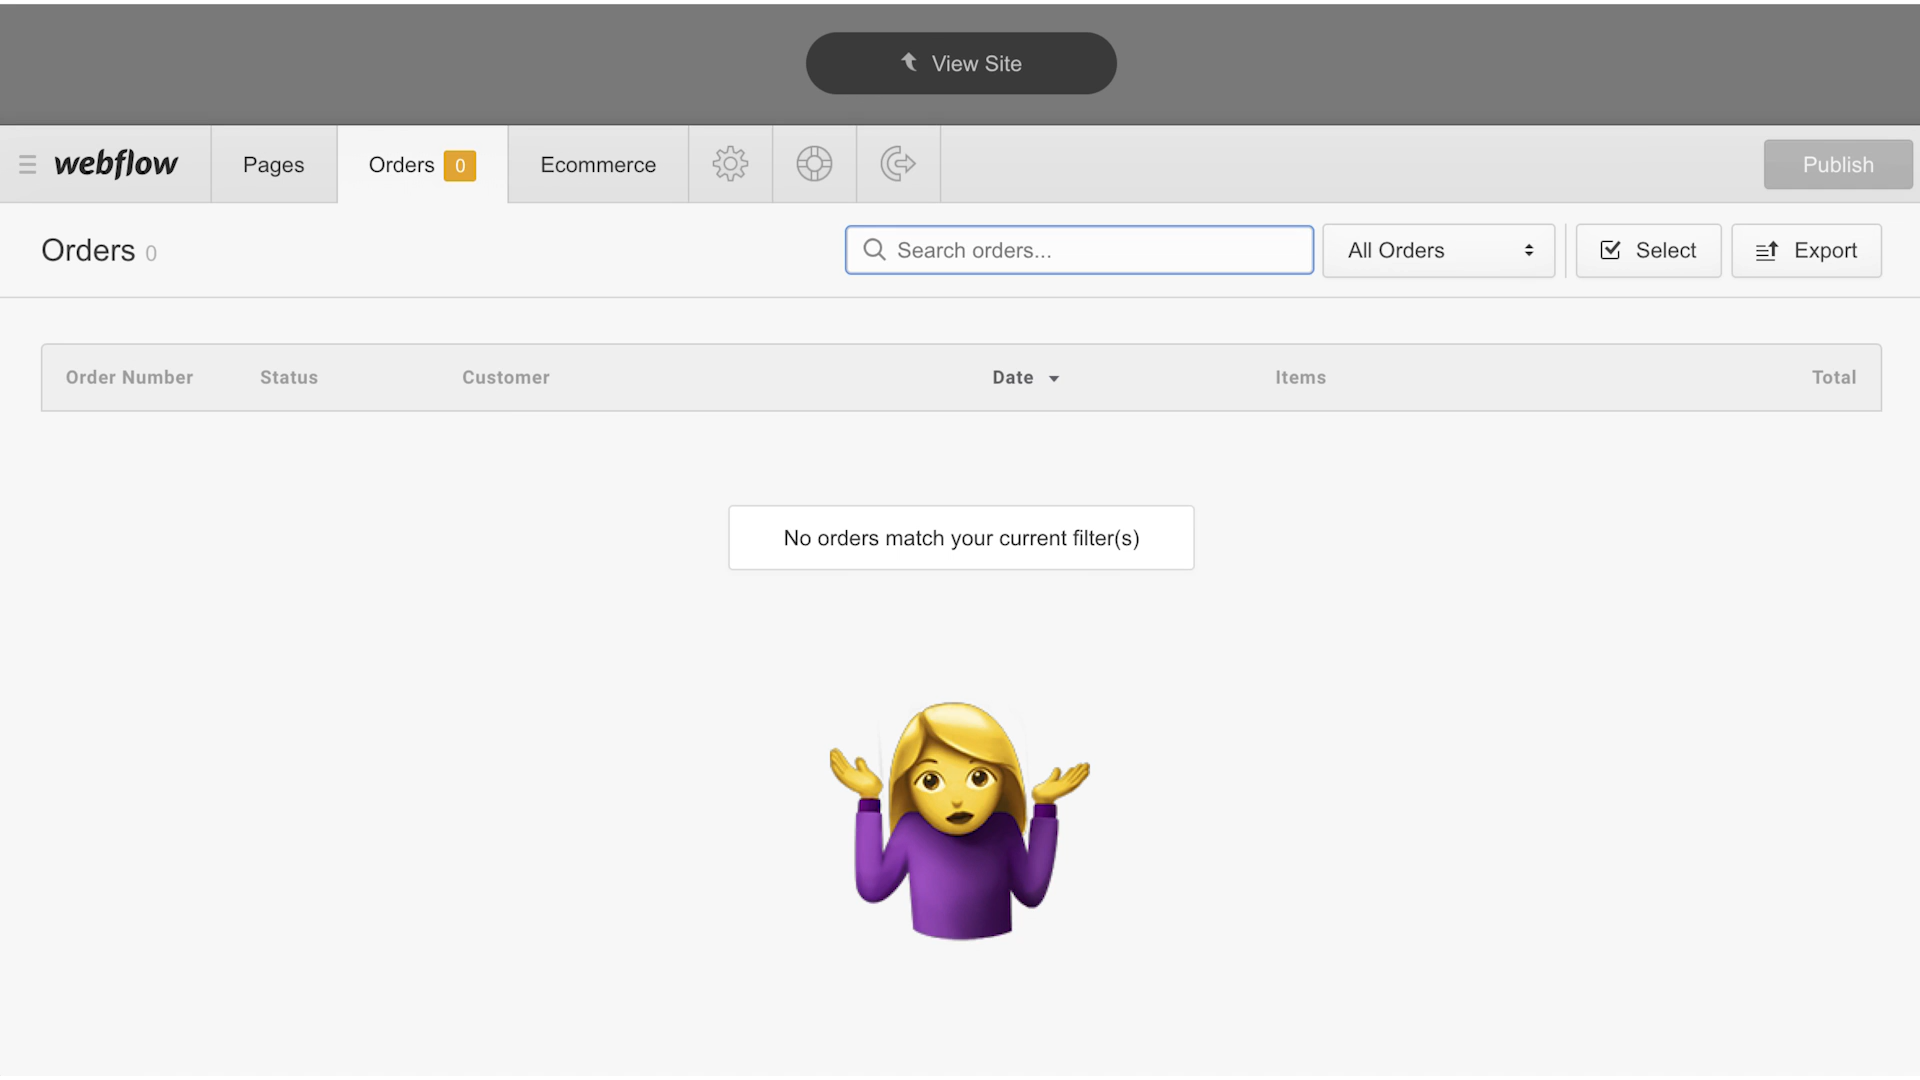 View Site
webflow Pages Orders 0 Ecommerce Publish
Orders 0 Search orders... All Orders Select Export
Order Number Status Customer Date Items Total
No orders match your current filter(s)